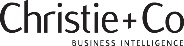 Christie + Co
BUSINESS INTELLIGENCE